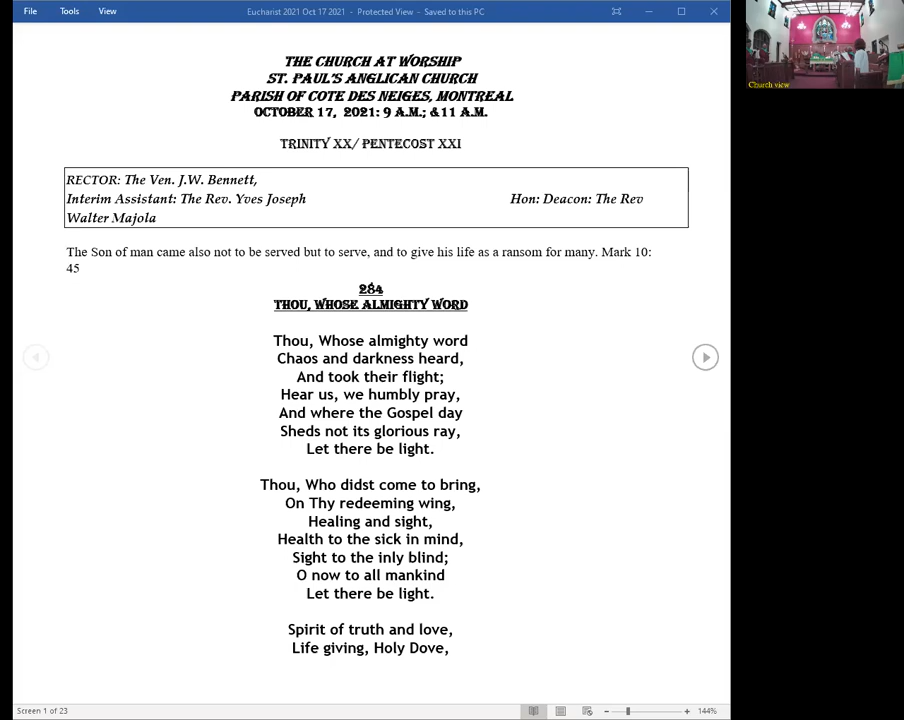 File Tools View Eucharist 2021 Oct 17 2021 - Protected View - Saved to this PC
Church view
THE CHURCH AT WORSHIP
ST. PAUL'S ANGLICAN CHURCH
PARISH OF COTE DES NEIGES, MONTREAL
OCTOBER 17, 2021: 9 A.M.; &11 A.M.
TRINITY XX/ PENTECOST XXI
RECTOR: The Ven. J.W. Bennett,
Interim Assistant: The Rev. Yves Joseph Hon: Deacon: The Rev
Walter Majola
The Son of man came also not to be served but to serve, and to give his life as a ransom for many. Mark 10:
45
284
THOU, WHOSE ALMIGHTY WORD
Thou, Whose almighty word
Chaos and darkness heard,
And took their flight;
Hear us, we humbly pray,
And where the Gospel day
Sheds not its glorious ray,
Let there be light.
Thou, Who didst come to bring,
On Thy redeeming wing,
Healing and sight,
Health to the sick in mind,
Sight to the inly blind;
O now to all mankind
Let there be light.
Spirit of truth and love,
Life giving, Holy Dove,
Screen 1 of 23 144%